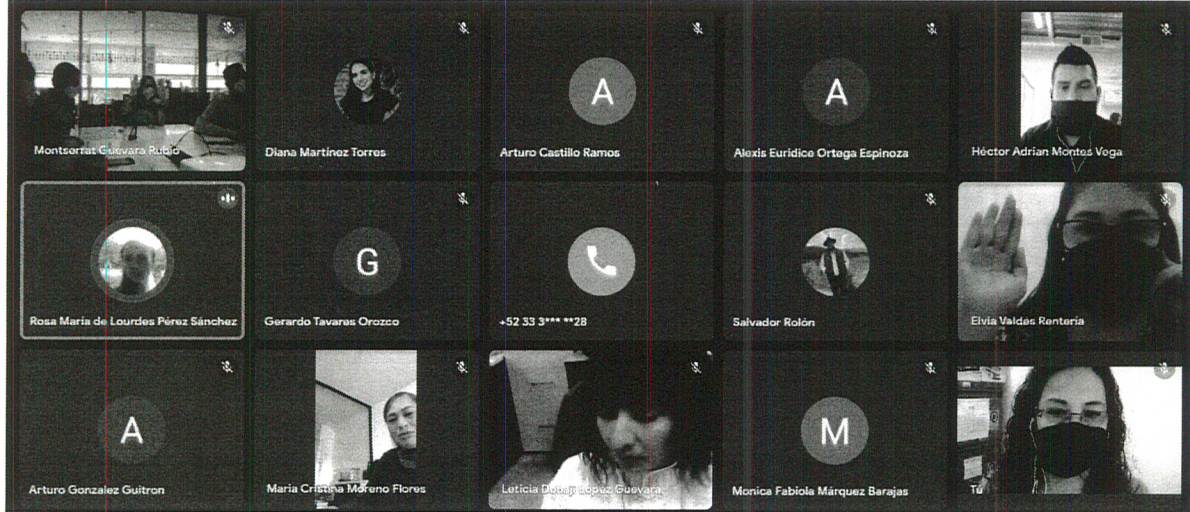 Montserrat Guevara Rubio
Diana Martínez Torres
A
Arturo Castillo Ramos
A
Alexis Euridice Ortega Espinoza
Héctor Adrian Montes Vega
Rosa María de Lourdes Pérez Sánchez
G
Gerardo Tavares Orozco
+52 33 3*** **28
Salvador Rolón
Elvia Valdés Rentería
A
Arturo Gonzalez Guitron
Maria Cristina Moreno Flores
Leticia López Guevara
M
Monica Fabiola Márquez Barajas
Tú